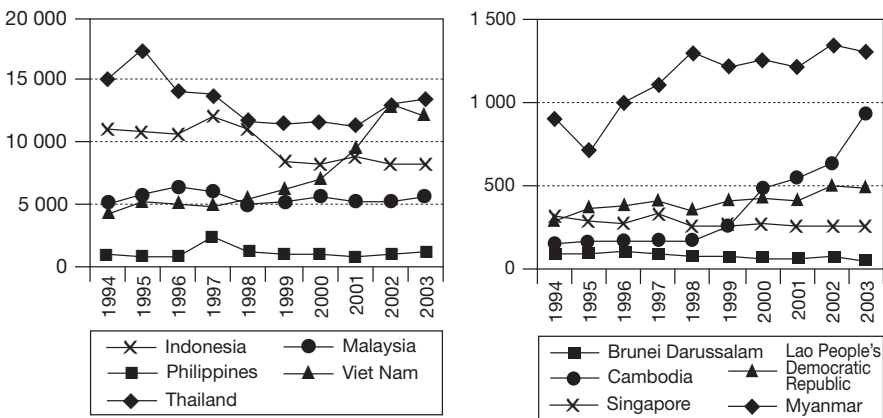 20 000
15 000
10 000
5 000
0
1994
1995
1996
1997
1998
1999
2000
2001
2002
2003
Indonesia
Malaysia
Philippines
Viet Nam
Thailand
1 500
1 000
500
0
1994
1995
1996
1997
1998
1999
2000
2001
2002
2003
Brunei Darussalam
Cambodia
Singapore
Lao People's
Democratic
Republic
Myanmar